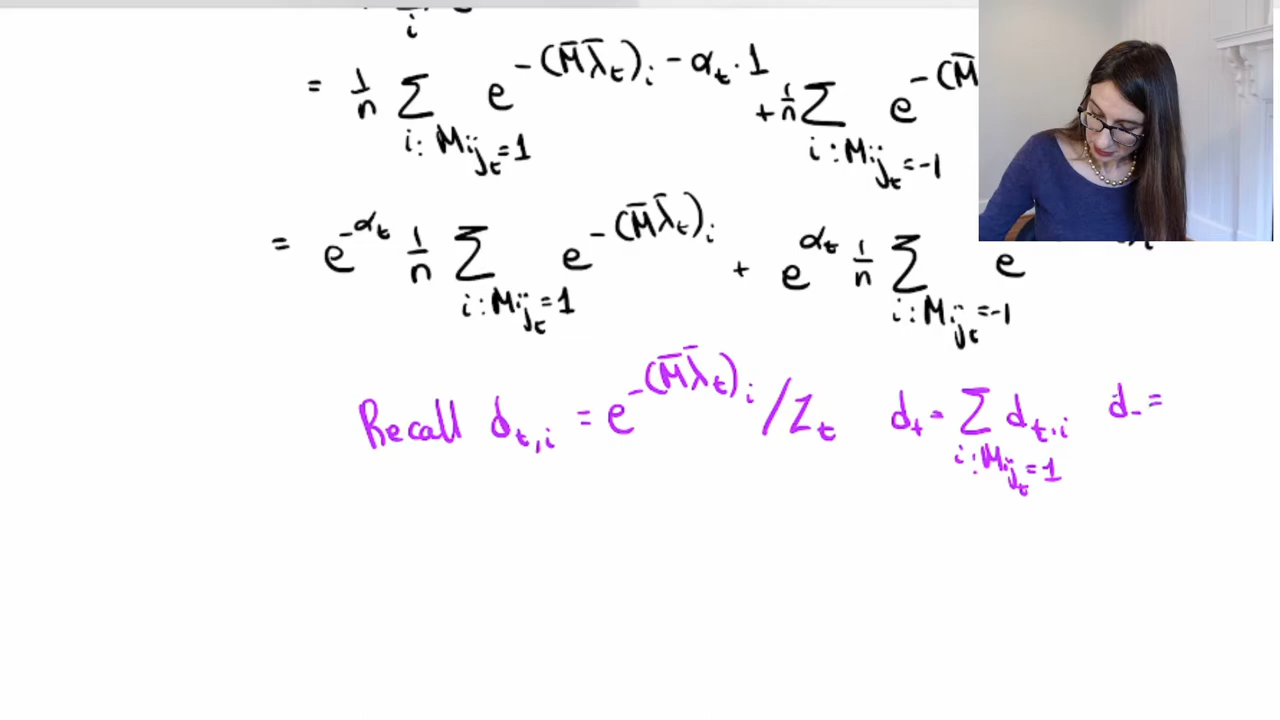 i
= 1/n Σ e^{-(M̄λ̄_t)_i - α_t·1} + 1/n Σ e^{-(M̄
i: M_{ij_t}=1 i: M_{ij_t}=-1
= e^{-α_t} 1/n Σ e^{-(M̄λ̄_t)_i} + e^{α_t} 1/n Σ e
i: M_{ij_t}=1 i: M_{ij_t}=-1
Recall d_{t,i} = e^{-(M̄λ̄_t)_i}/Z_t d_+ = Σ d_{t,i} d_- =
i: M_{ij_t}=1